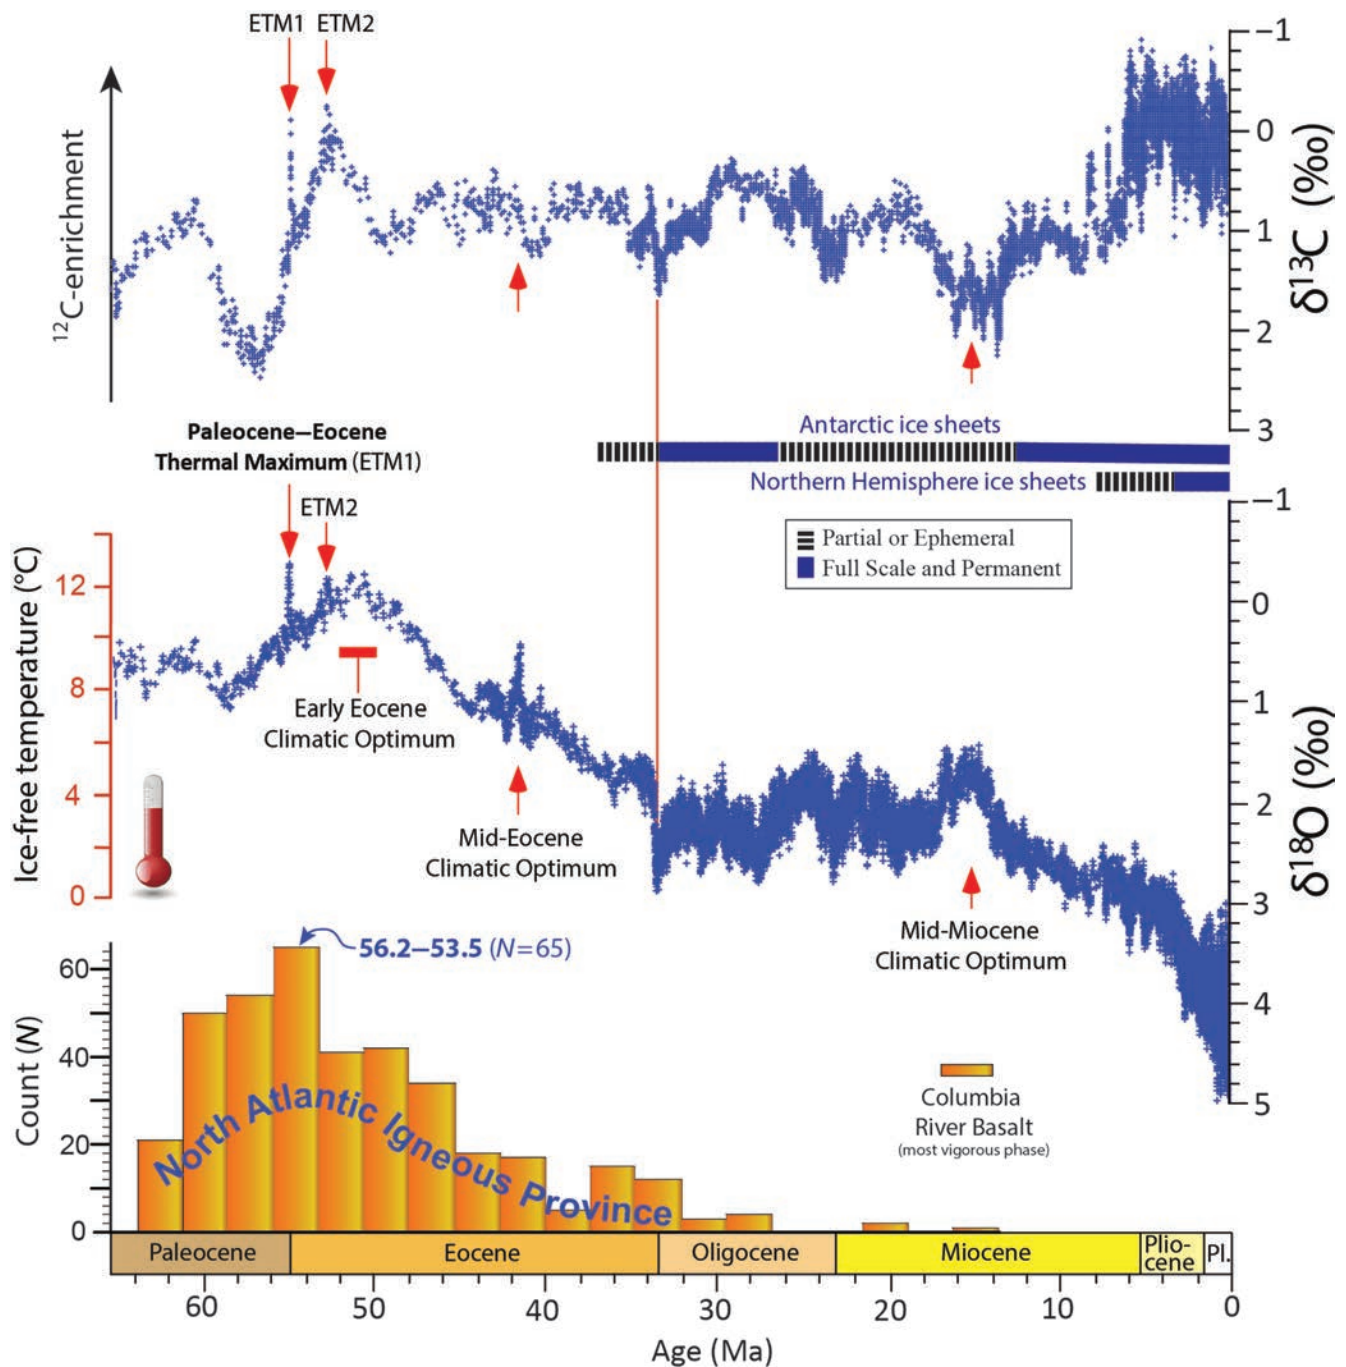 ETM1 ETM2
−1
0
1
2
3
δ13C (‰)
12C-enrichment
Paleocene–Eocene
Thermal Maximum (ETM1)
ETM2
Antarctic ice sheets
Northern Hemisphere ice sheets
Partial or Ephemeral
Full Scale and Permanent
−1
0
1
2
3
4
5
δ18O (‰)
12
8
4
0
Ice-free temperature (°C)
Early Eocene
Climatic Optimum
Mid-Eocene
Climatic Optimum
Mid-Miocene
Climatic Optimum
56.2–53.5 (N=65)
60
40
20
0
Count (N)
North Atlantic Igneous Province
Columbia
River Basalt
(most vigorous phase)
Paleocene Eocene Oligocene Miocene Plio-
cene Pl.
60 50 40 30 20 10 0
Age (Ma)